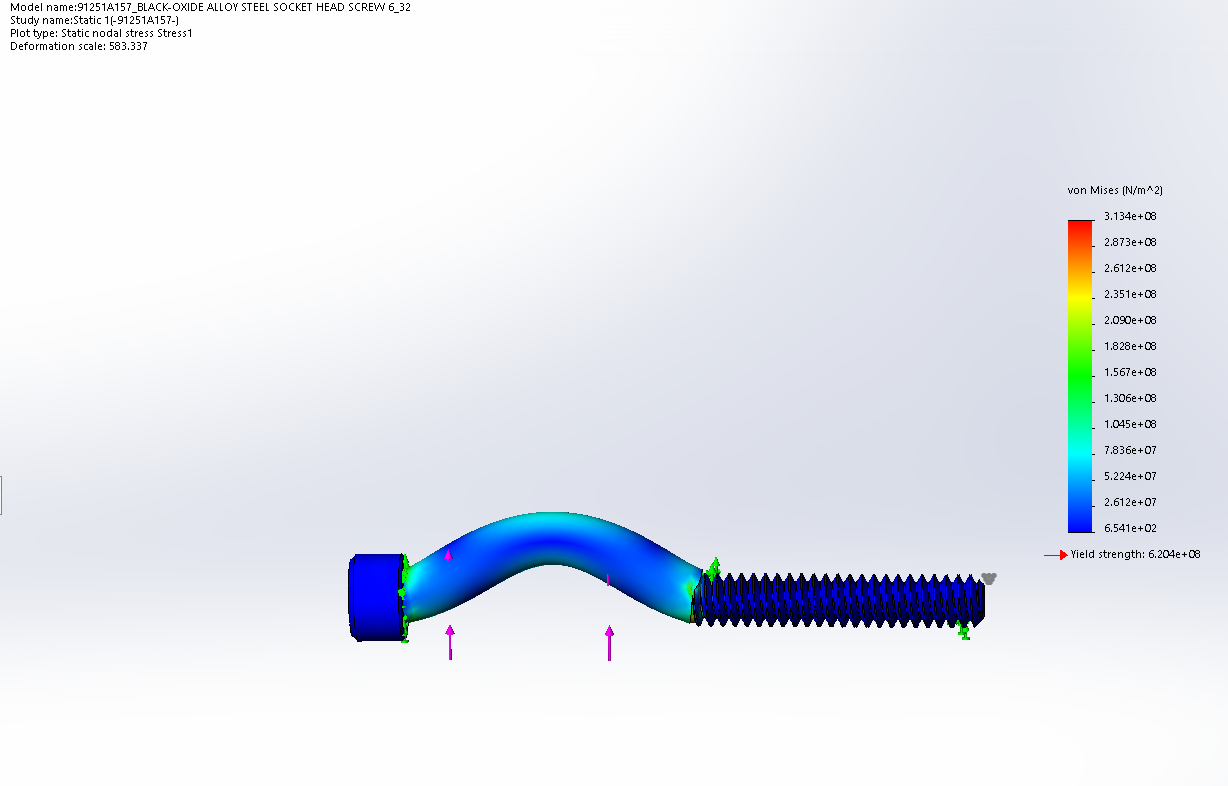 Model name:91251A157_BLACK-OXIDE ALLOY STEEL SOCKET HEAD SCREW 6_32
Study name:Static 1(-91251A157-)
Plot type: Static nodal stress Stress1
Deformation scale: 583.337
von Mises (N/m^2)
3.134e+08
2.873e+08
2.612e+08
2.351e+08
2.090e+08
1.828e+08
1.567e+08
1.306e+08
1.045e+08
7.836e+07
5.224e+07
2.612e+07
6.541e+02
Yield strength: 6.204e+08